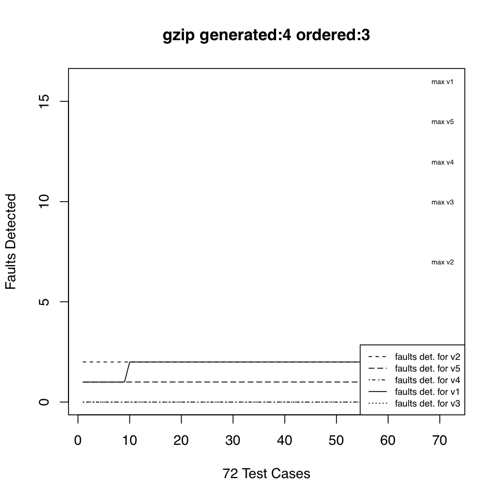 gzip generated:4 ordered:3
Faults Detected
15
10
5
0
max v1
max v5
max v4
max v3
max v2
faults det. for v2
faults det. for v5
faults det. for v4
faults det. for v1
faults det. for v3
0 10 20 30 40 50 60 70
72 Test Cases